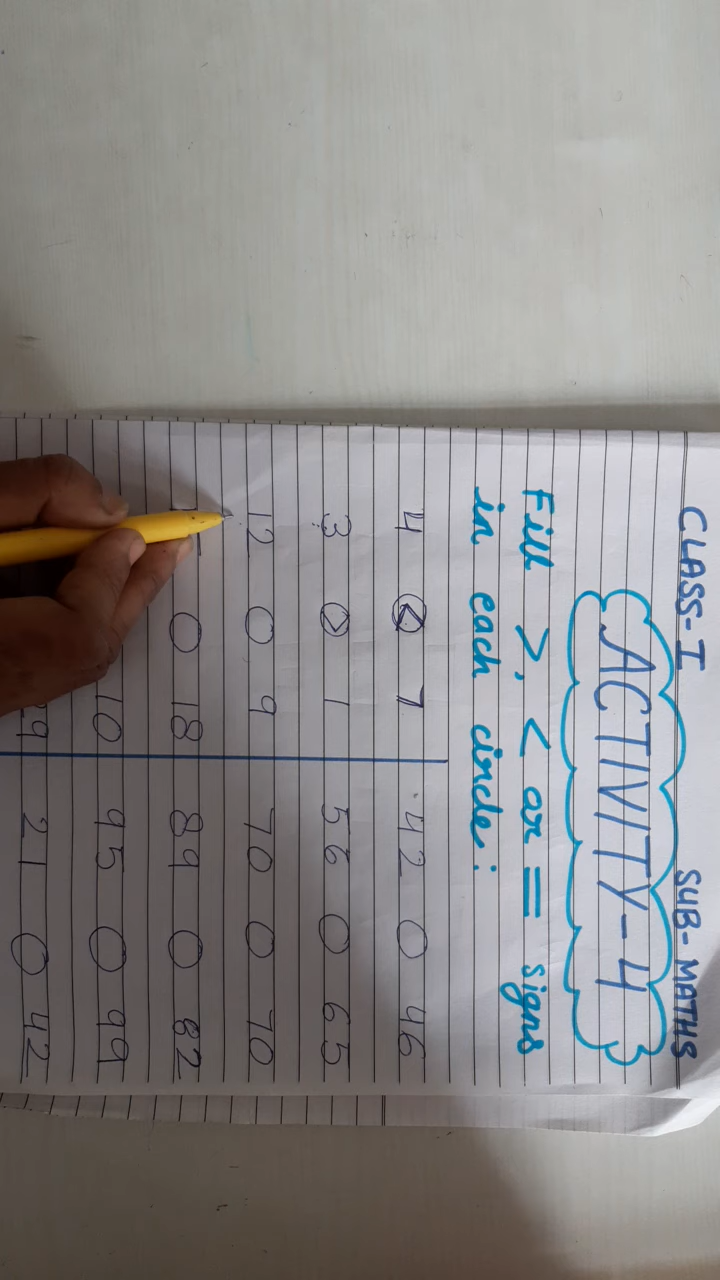 CLASS-I SUB-MATHS
ACTIVITY-4
Fill >, < or = signs
in each circle:
4 < 7 42 ○ 46
3 > 1 56 ○ 65
12 ○ 9 70 ○ 70
○ 18 89 ○ 82
10 95 ○ 99
21 ○ 42